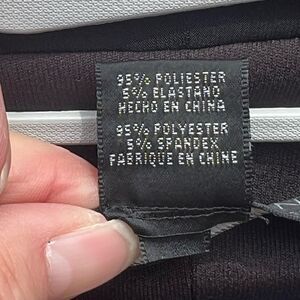 95% POLIESTER
5% ELASTANO
HECHO EN CHINA
95% POLYESTER
5% SPANDEX
FABRIQUE EN CHINE